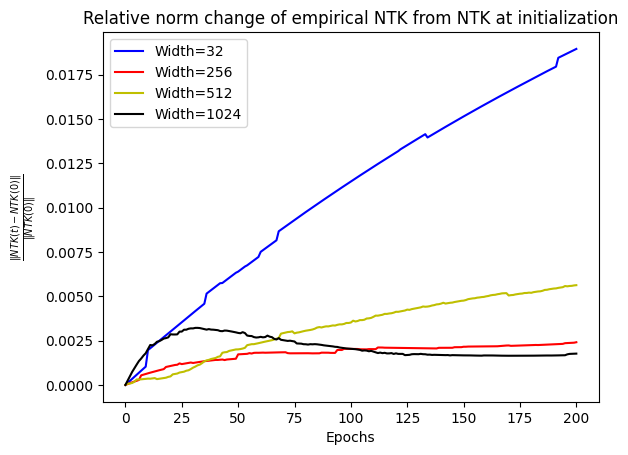 Relative norm change of empirical NTK from NTK at initialization
Width=32
Width=256
Width=512
Width=1024
0.0175
0.0150
0.0125
0.0100
0.0075
0.0050
0.0025
0.0000
||NTK(t) − NTK(0)||
||NTK(0)||
0 25 50 75 100 125 150 175 200
Epochs